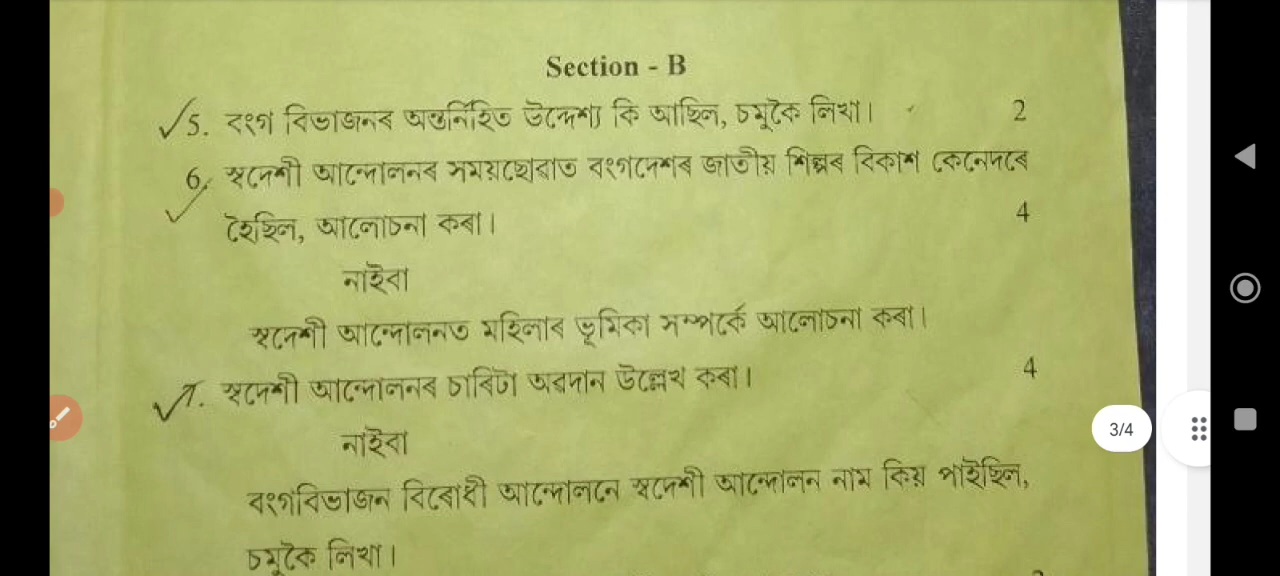 Section - B
5. বংগ বিভাজনৰ অন্তৰ্নিহিত উদ্দেশ্য কি আছিল, চমুকৈ লিখা। 2
6. স্বদেশী আন্দোলনৰ সময়ছোৱাত বংগদেশৰ জাতীয় শিল্পৰ বিকাশ কেনেদৰে
হৈছিল, আলোচনা কৰা। 4
নাইবা
স্বদেশী আন্দোলনত মহিলাৰ ভূমিকা সম্পৰ্কে আলোচনা কৰা।
7. স্বদেশী আন্দোলনৰ চাৰিটা অৱদান উল্লেখ কৰা। 4
নাইবা
বংগবিভাজন বিৰোধী আন্দোলনে স্বদেশী আন্দোলন নাম কিয় পাইছিল,
চমুকৈ লিখা।
3/4